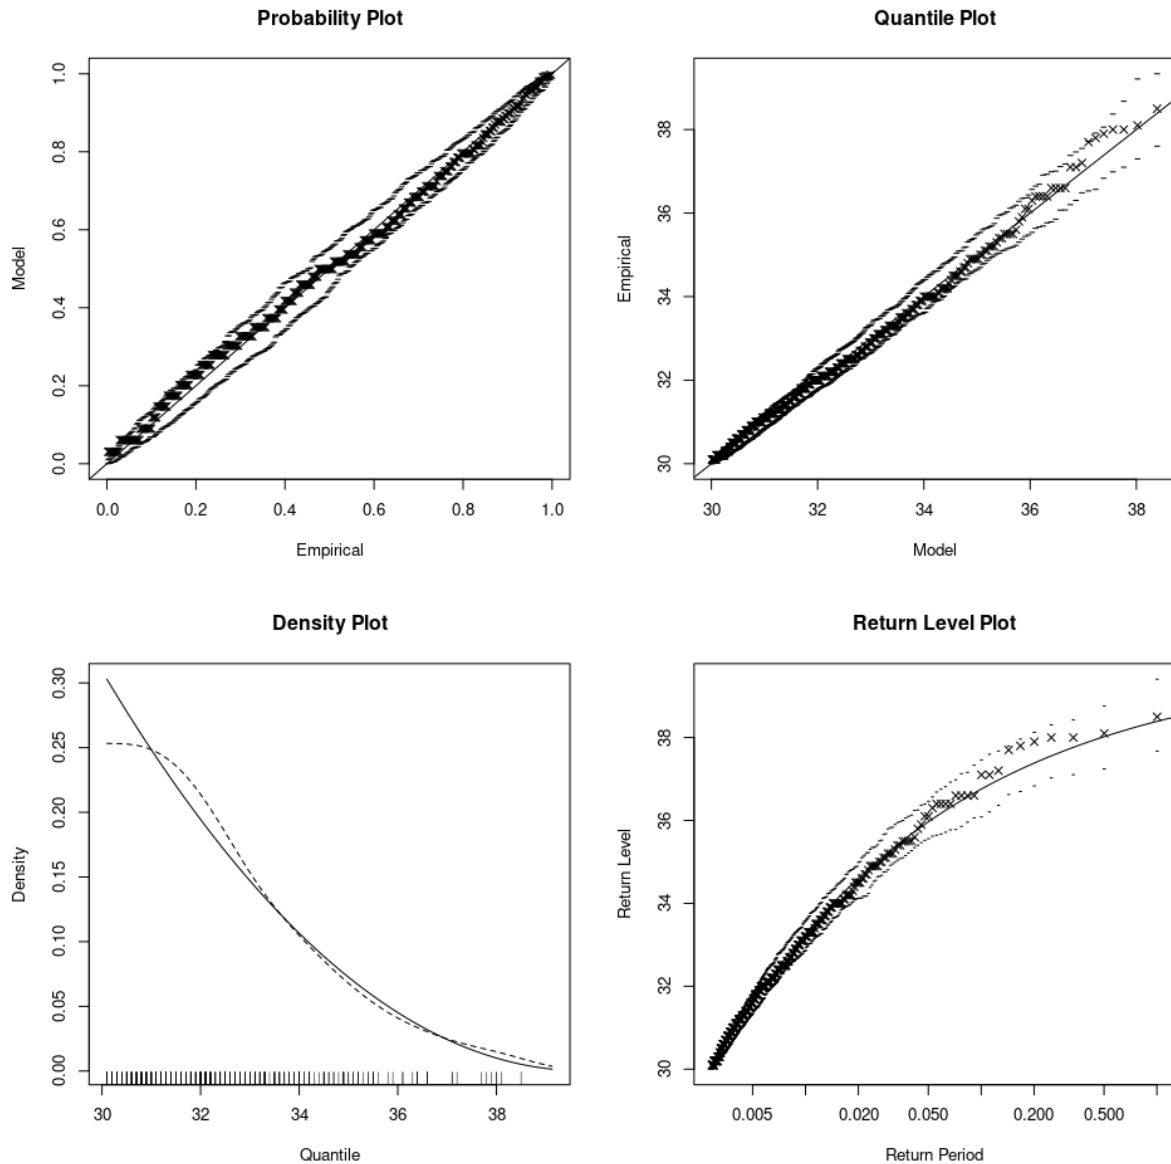 Probability Plot
Model
0.0 0.2 0.4 0.6 0.8 1.0
0.0 0.2 0.4 0.6 0.8 1.0
Empirical
Quantile Plot
Empirical
30 32 34 36 38
30 32 34 36 38
Model
Density Plot
Density
0.00 0.05 0.10 0.15 0.20 0.25 0.30
30 32 34 36 38
Quantile
Return Level Plot
Return Level
30 32 34 36 38
0.005 0.020 0.050 0.200 0.500
Return Period